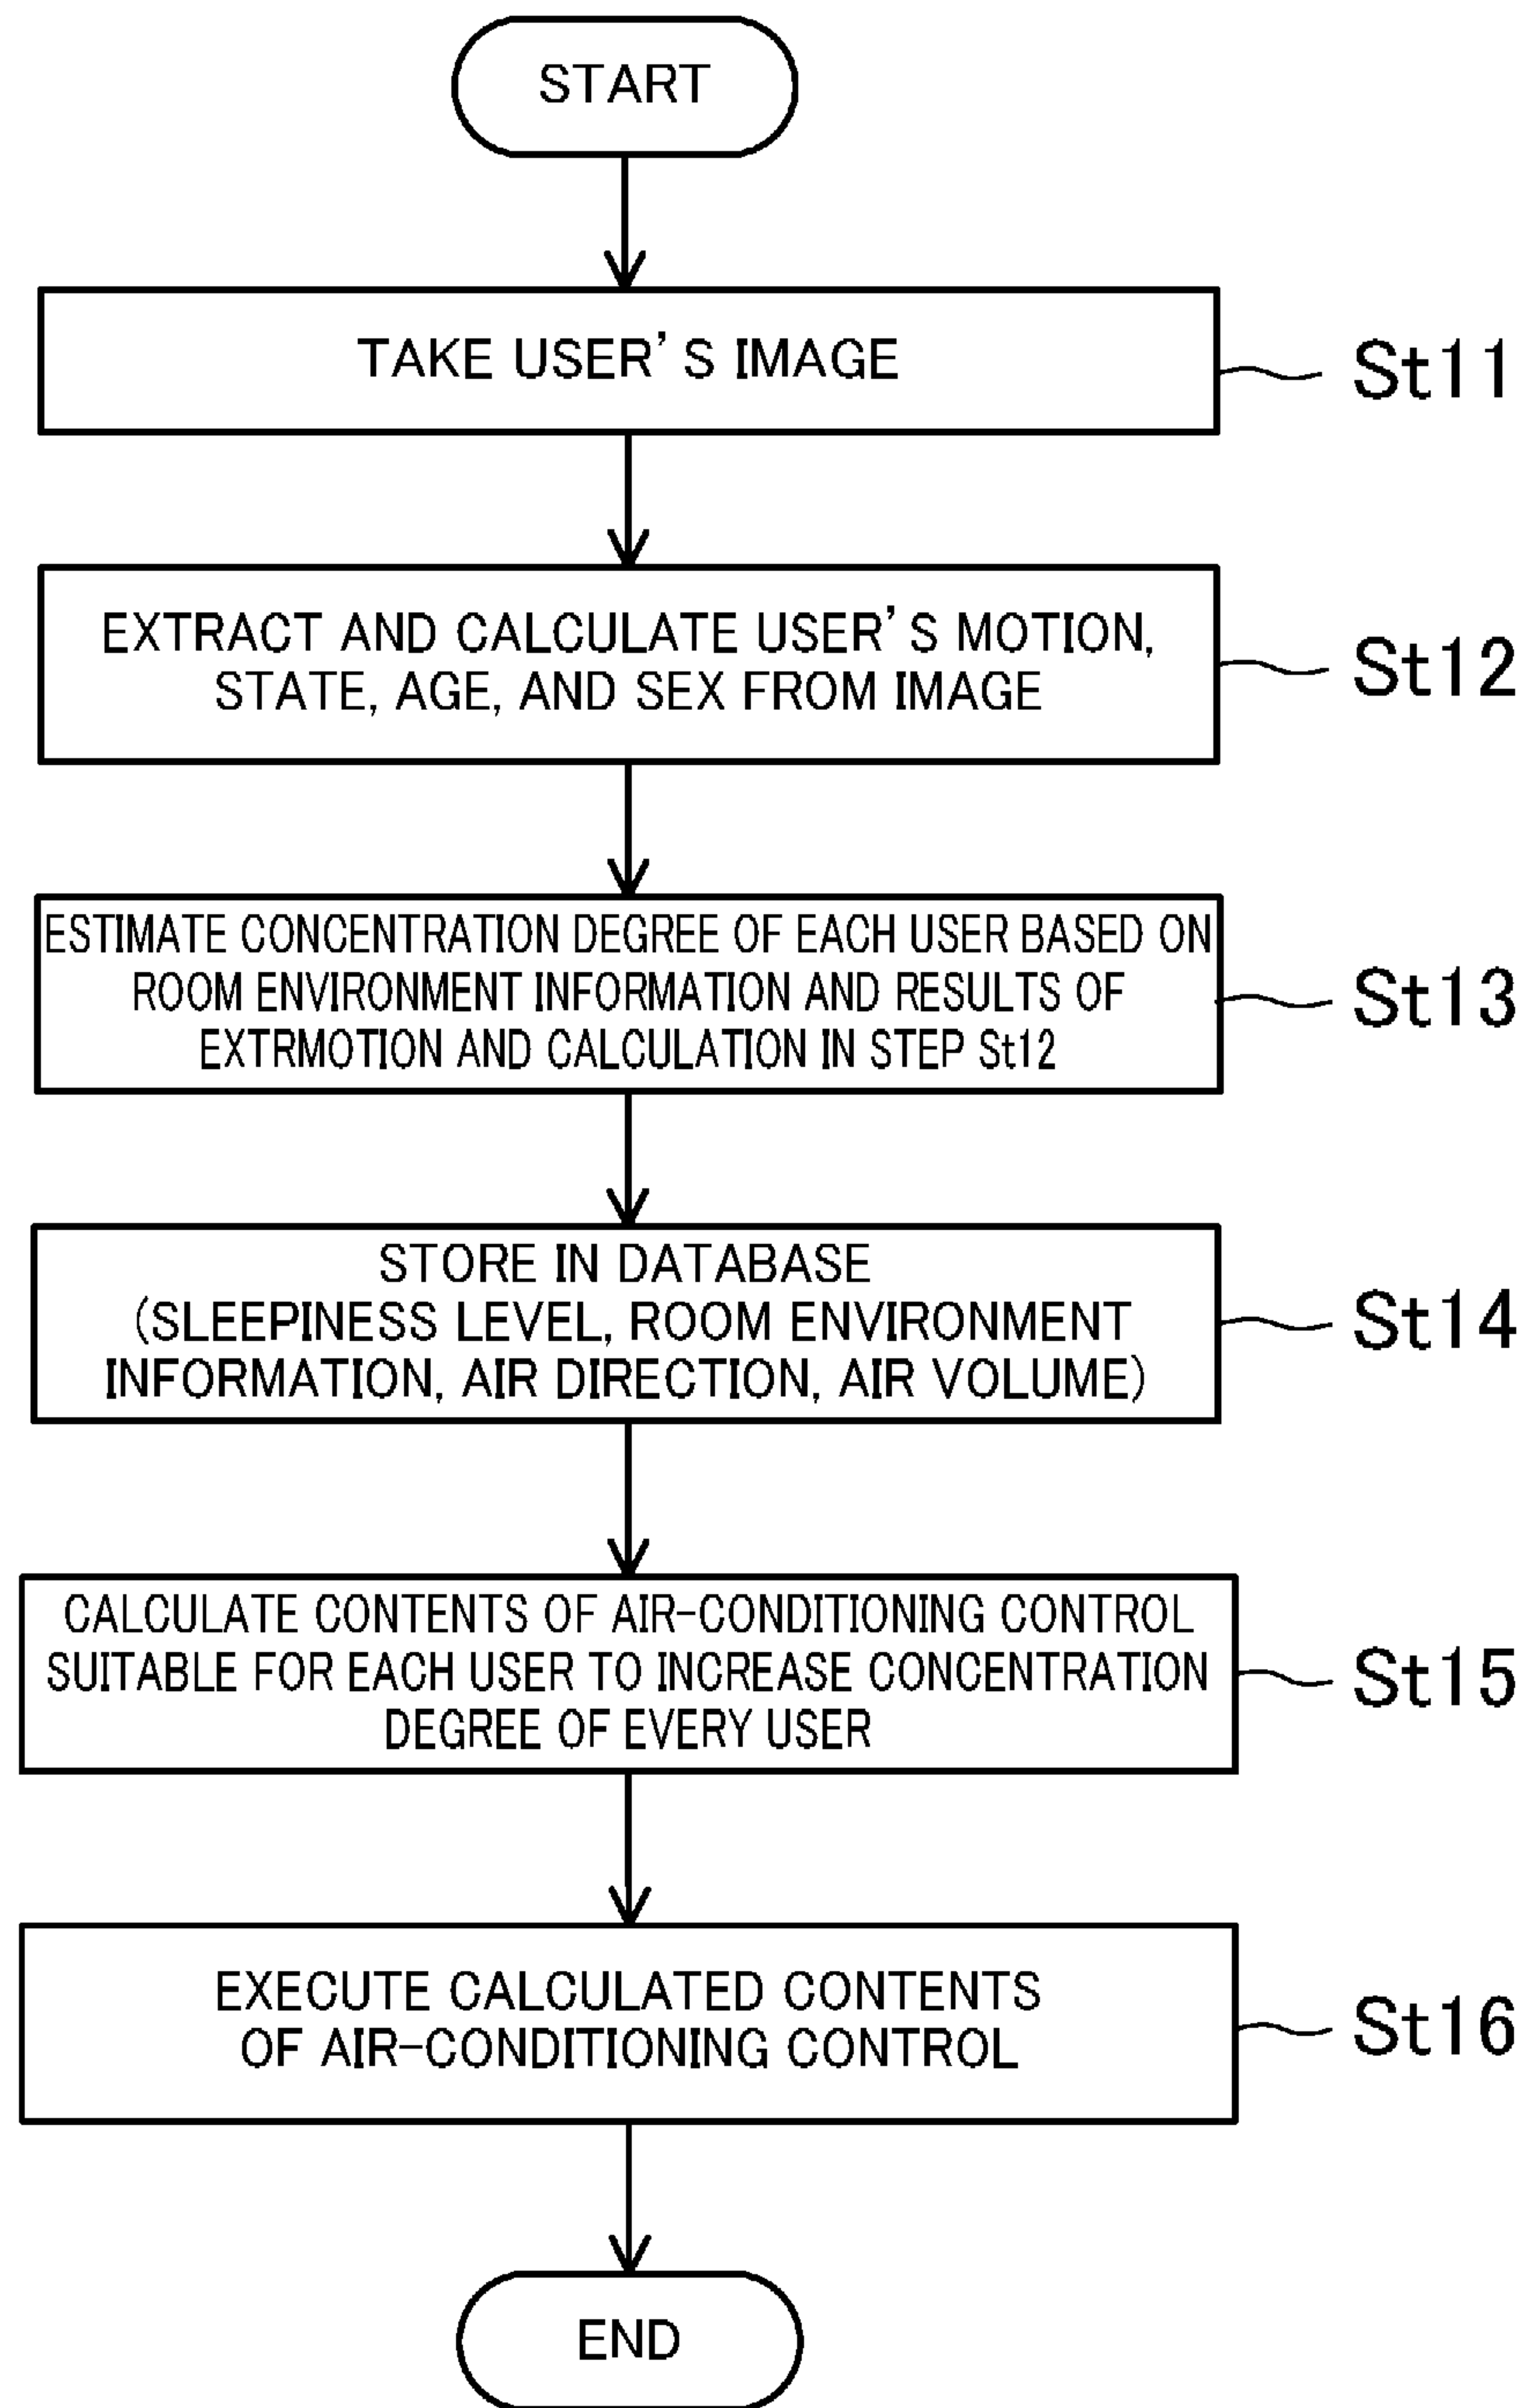 START
TAKE USER'S IMAGE
St11
EXTRACT AND CALCULATE USER'S MOTION,
STATE, AGE, AND SEX FROM IMAGE
St12
ESTIMATE CONCENTRATION DEGREE OF EACH USER BASED ON
ROOM ENVIRONMENT INFORMATION AND RESULTS OF
EXTRMOTION AND CALCULATION IN STEP St12
St13
STORE IN DATABASE
(SLEEPINESS LEVEL, ROOM ENVIRONMENT
INFORMATION, AIR DIRECTION, AIR VOLUME)
St14
CALCULATE CONTENTS OF AIR-CONDITIONING CONTROL
SUITABLE FOR EACH USER TO INCREASE CONCENTRATION
DEGREE OF EVERY USER
St15
EXECUTE CALCULATED CONTENTS
OF AIR-CONDITIONING CONTROL
St16
END